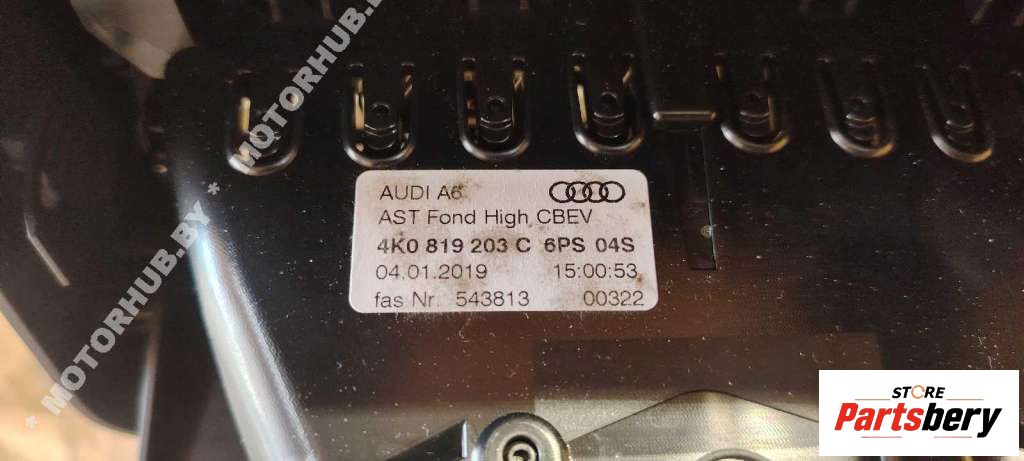 * MOTORHUB.BY * MOTORHUB.BY *
AUDI A6
AST Fond High CBEV
4K0 819 203 C 6PS 04S
04.01.2019 15:00:53
fas Nr. 543813 00322
STORE
Partsbery